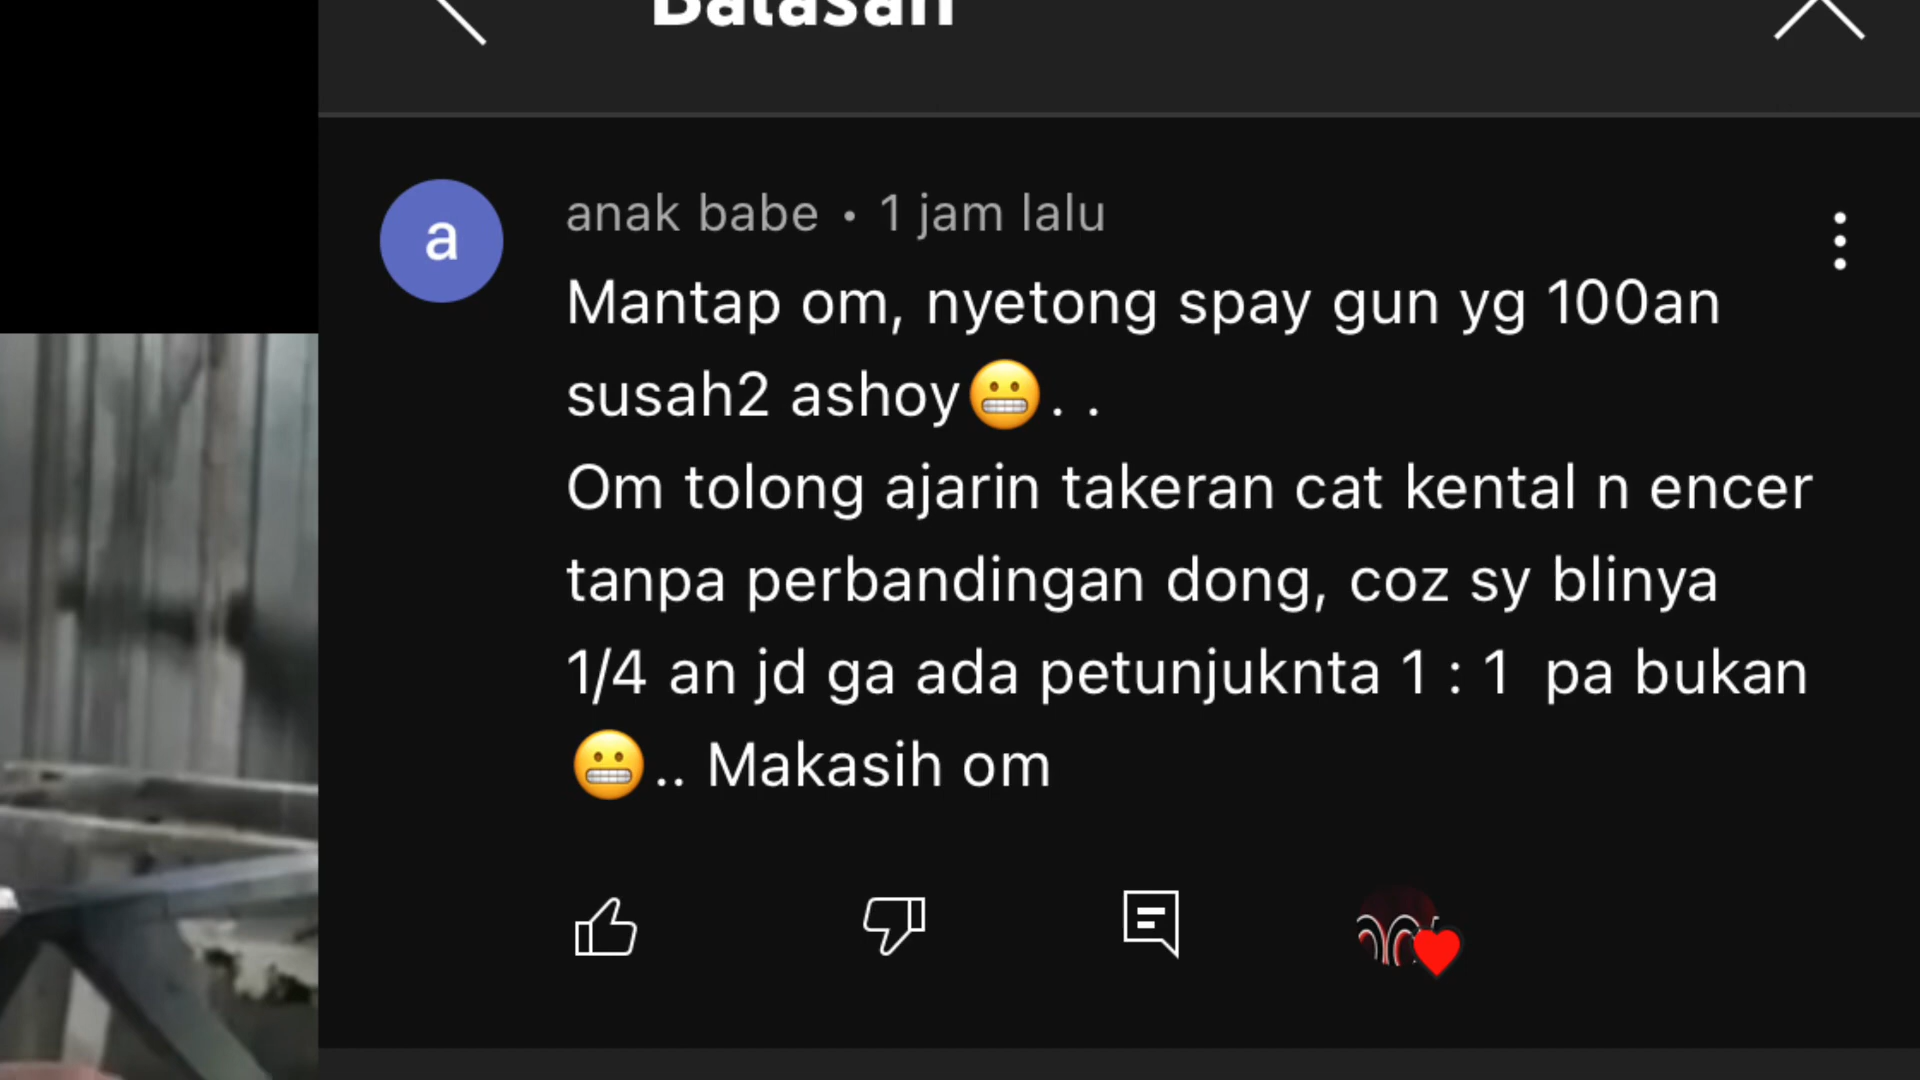 Balasan
a
anak babe • 1 jam lalu
Mantap om, nyetong spay gun yg 100an
susah2 ashoy😬. .
Om tolong ajarin takeran cat kental n encer
tanpa perbandingan dong, coz sy blinya
1/4 an jd ga ada petunjuknta 1 : 1 pa bukan
😬.. Makasih om